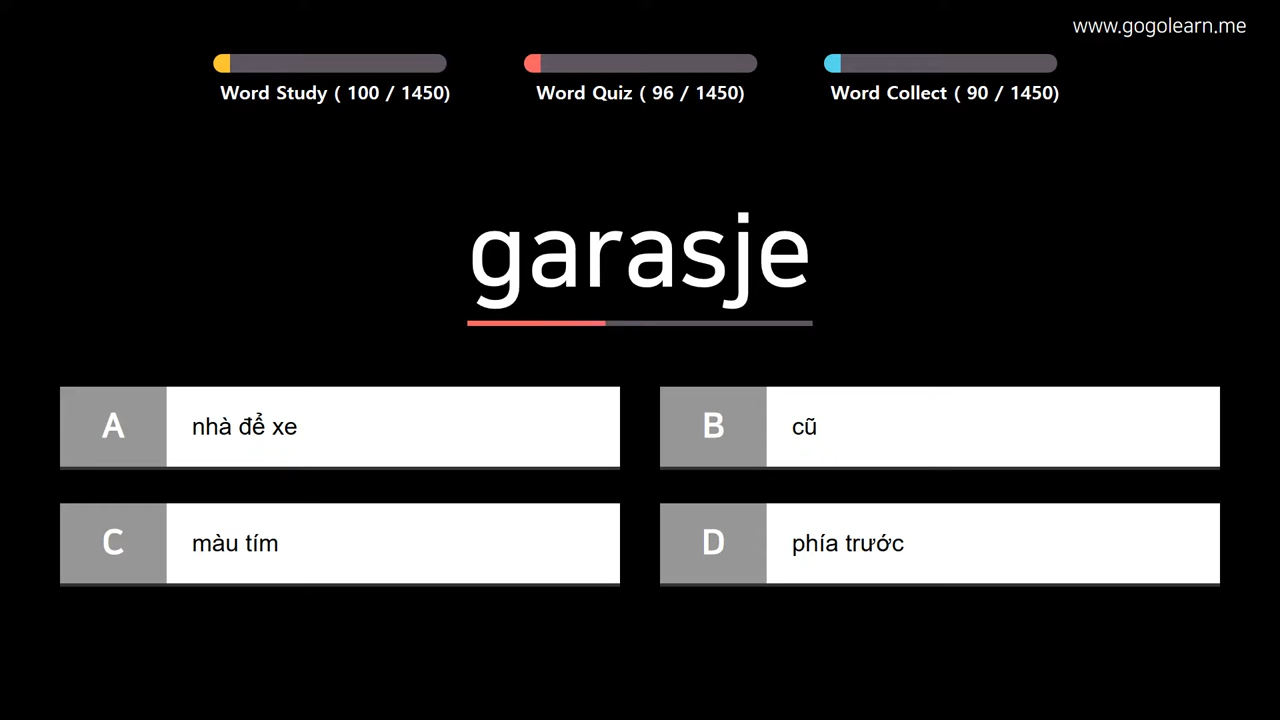 www.gogolearn.me
Word Study ( 100 / 1450)
Word Quiz ( 96 / 1450)
Word Collect ( 90 / 1450)
garasje
A nhà để xe
B cũ
C màu tím
D phía trước